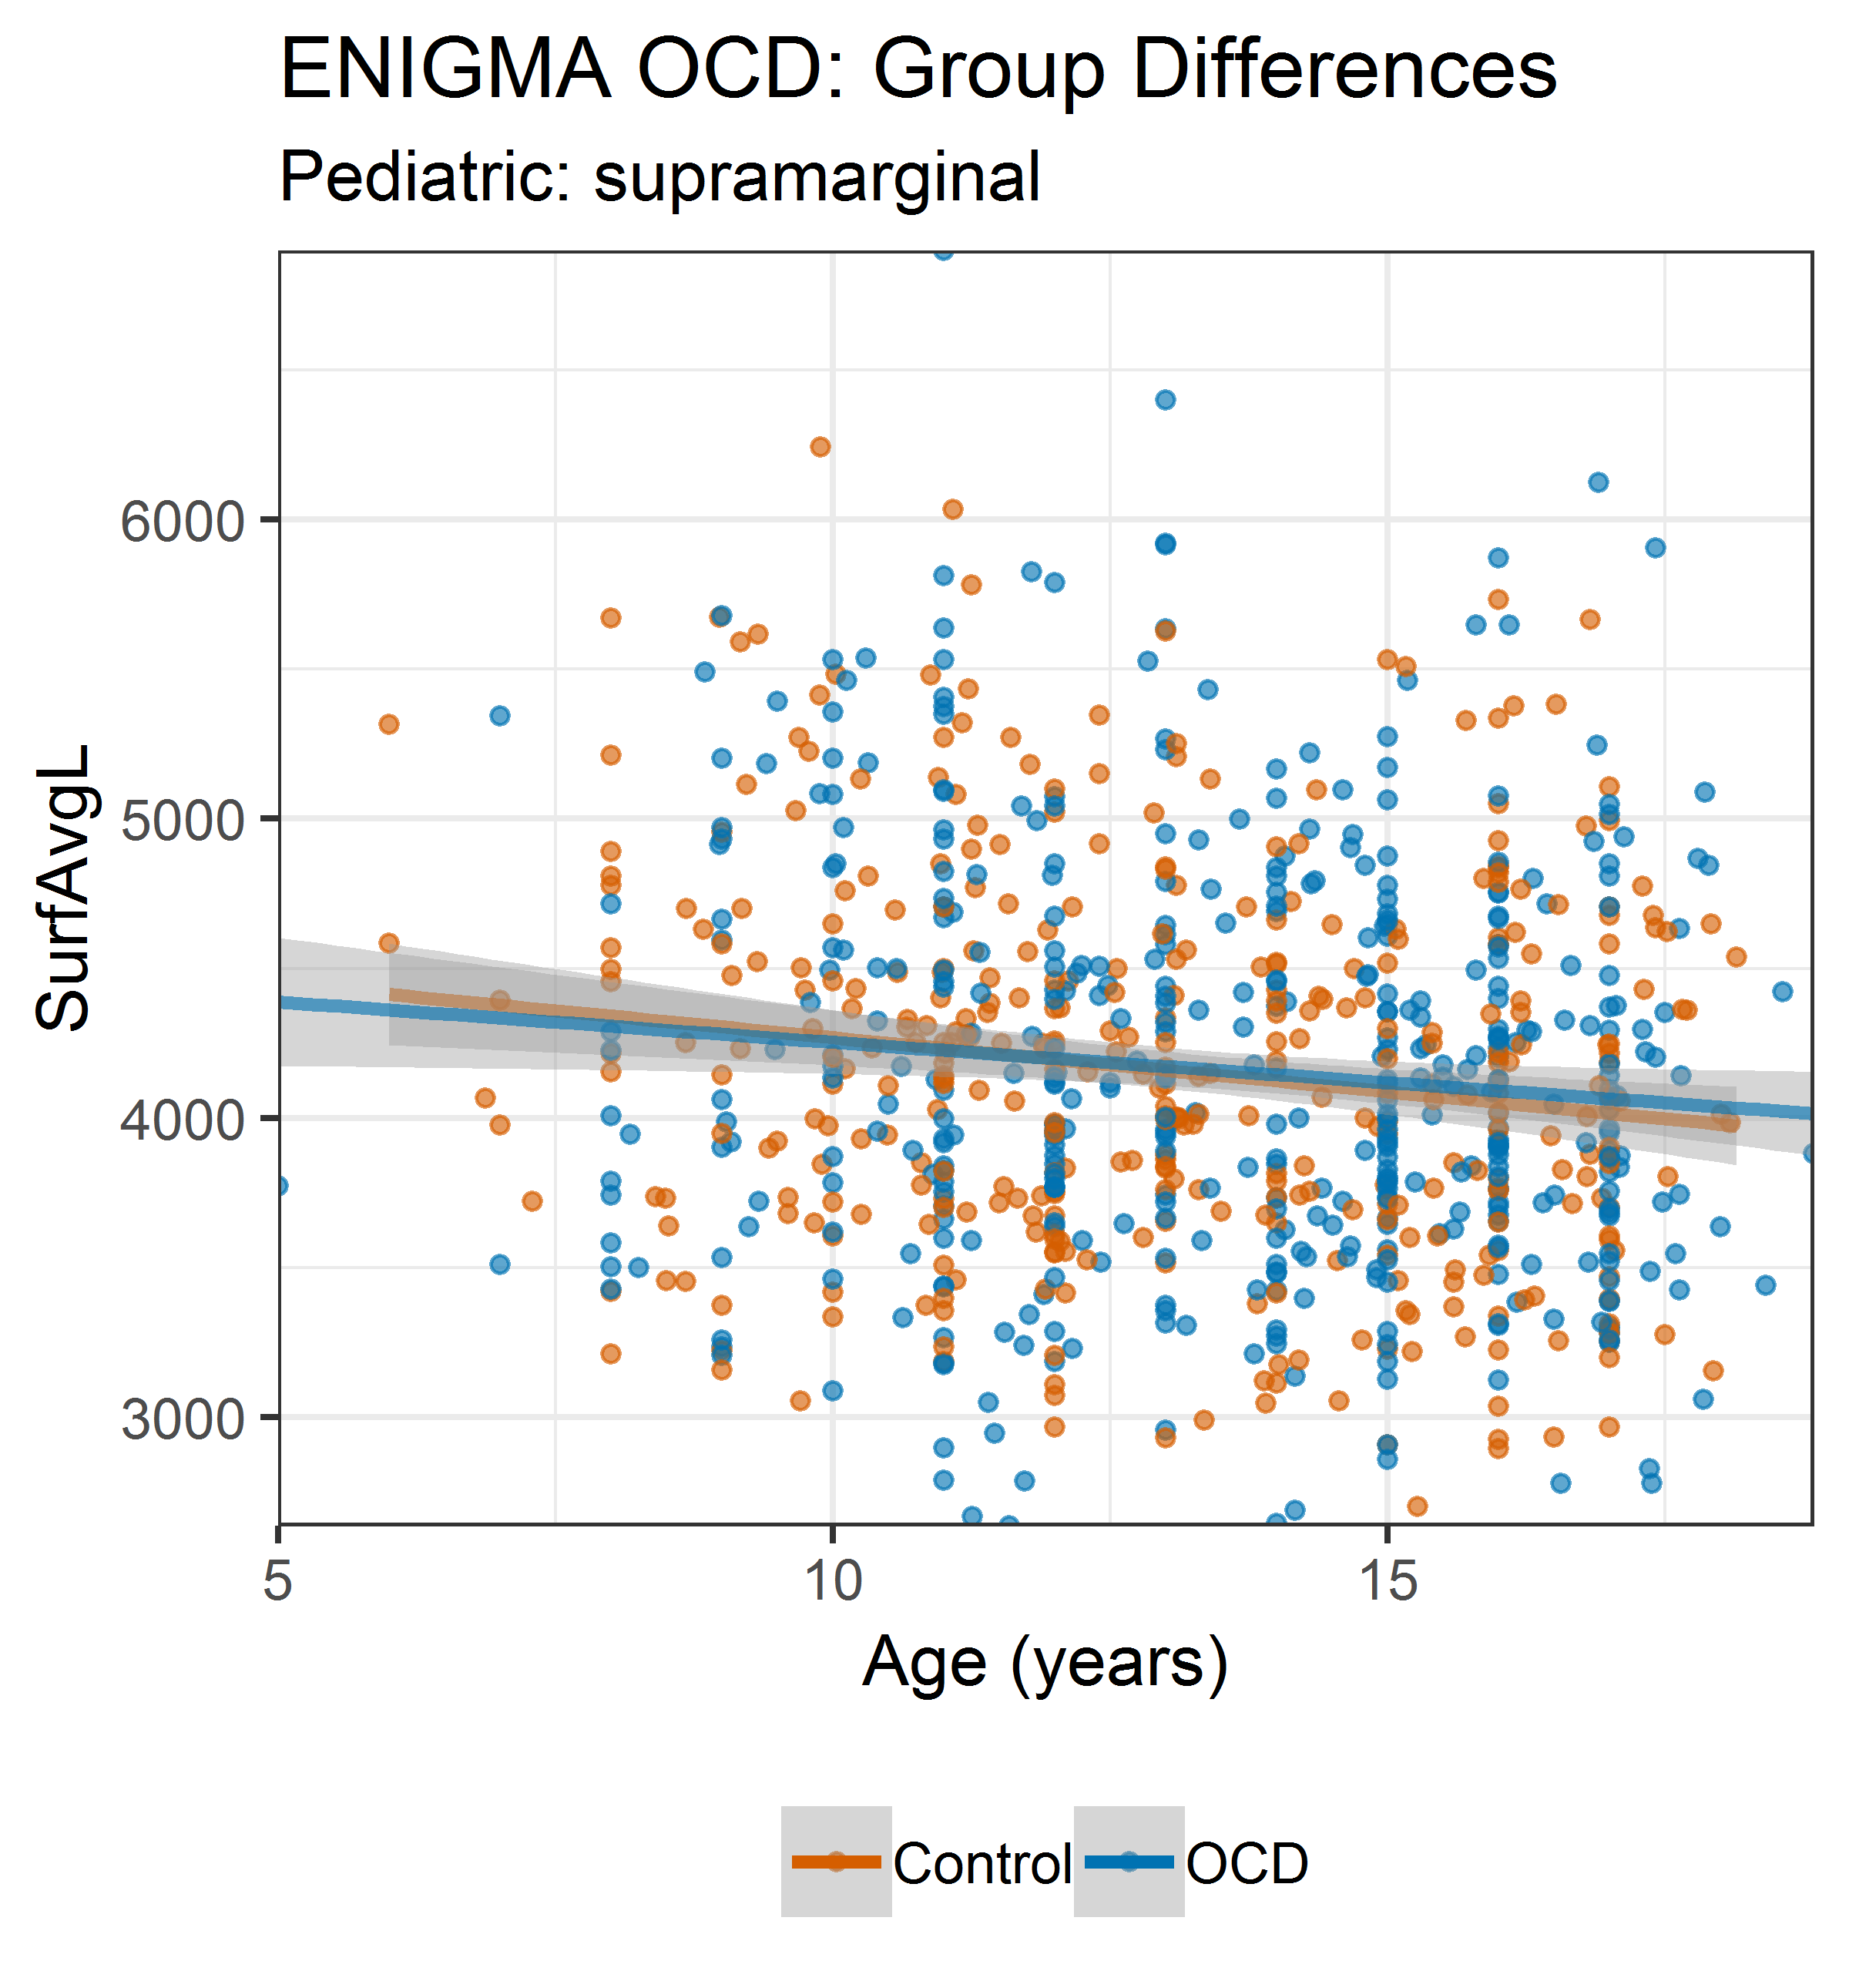 ENIGMA OCD: Group Differences
Pediatric: supramarginal
SurfAvgL
6000
5000
4000
3000
5 10 15
Age (years)
Control OCD